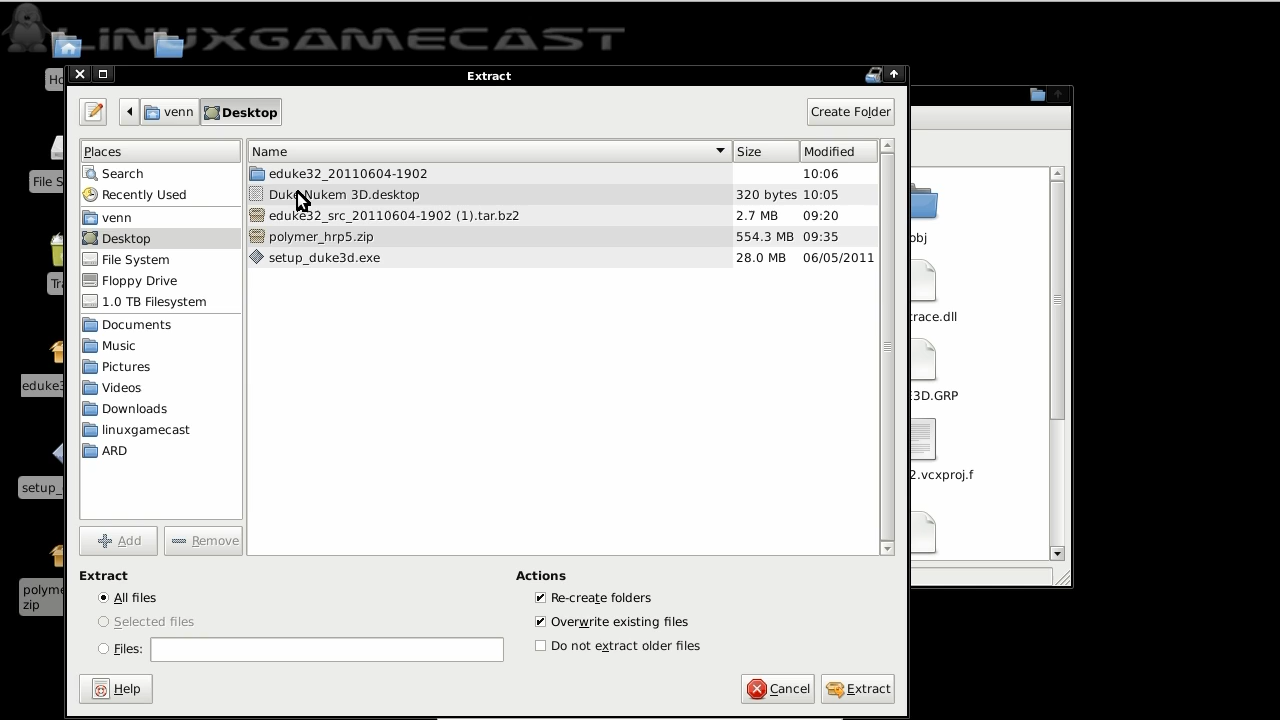 LINUXGAMECAST
Extract
venn
Desktop
Create Folder
Places
Name
Size
Modified
Search
Recently Used
venn
Desktop
File System
Floppy Drive
1.0 TB Filesystem
Documents
Music
Pictures
Videos
Downloads
linuxgamecast
ARD
eduke32_20110604-1902
10:06
Duke Nukem 3D.desktop
320 bytes
10:05
eduke32_src_20110604-1902 (1).tar.bz2
2.7 MB
09:20
polymer_hrp5.zip
554.3 MB
09:35
setup_duke3d.exe
28.0 MB
06/05/2011
Add
Remove
Extract
All files
Selected files
Files:
Actions
Re-create folders
Overwrite existing files
Do not extract older files
Help
Cancel
Extract
Ho
File S
Tra
eduke3
setup_
polyme
zip
obj
trace.dll
E3D.GRP
2.vcxproj.f